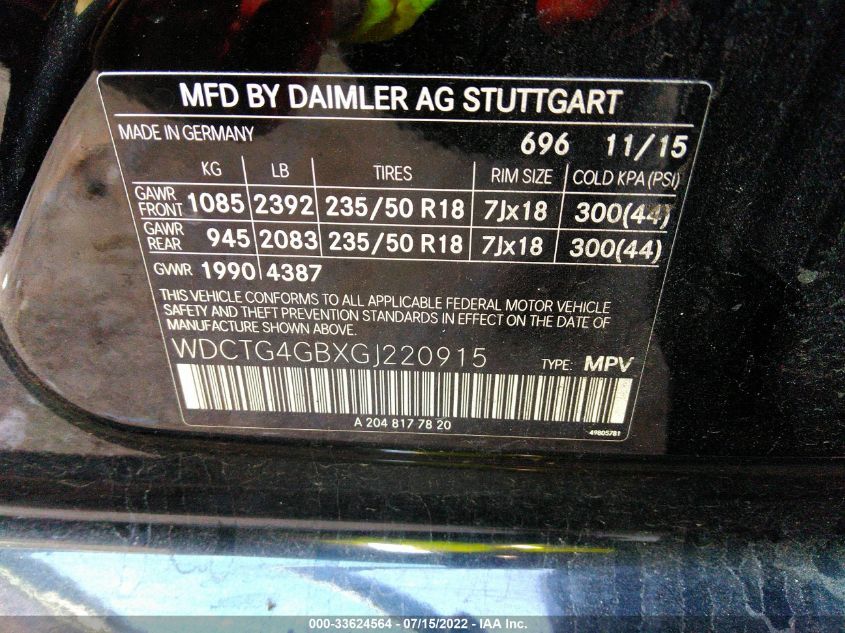 MFD BY DAIMLER AG STUTTGART
MADE IN GERMANY 696 11/15
KG LB TIRES RIM SIZE COLD KPA (PSI)
GAWR FRONT 1085 2392 235/50 R18 7Jx18 300(44)
GAWR REAR 945 2083 235/50 R18 7Jx18 300(44)
GVWR 1990 4387
THIS VEHICLE CONFORMS TO ALL APPLICABLE FEDERAL MOTOR VEHICLE
SAFETY AND THEFT PREVENTION STANDARDS IN EFFECT ON THE DATE OF
MANUFACTURE SHOWN ABOVE.
WDCTG4GBXGJ220915 TYPE: MPV
A 204 817 78 20 49805781
000-33624564 - 07/15/2022 - IAA Inc.